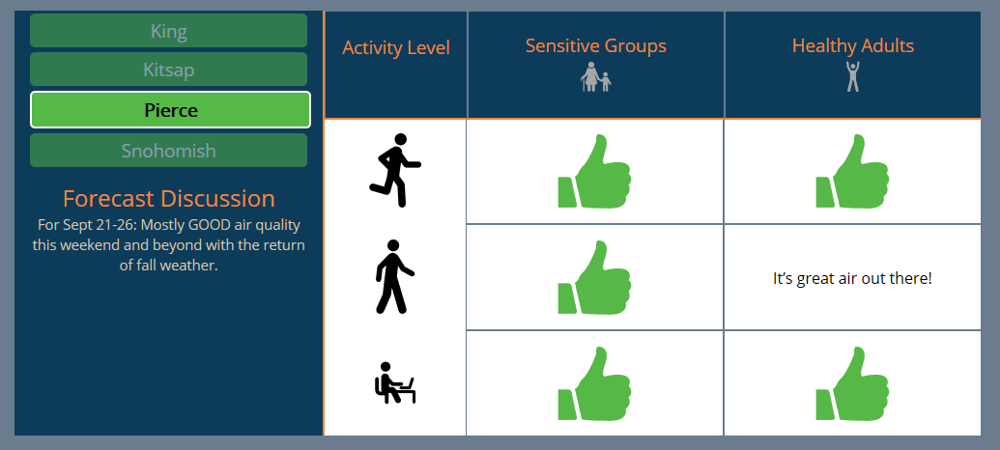 King
Kitsap
Pierce
Snohomish
Forecast Discussion
For Sept 21-26: Mostly GOOD air quality
this weekend and beyond with the return
of fall weather.
Activity Level
Sensitive Groups
Healthy Adults
It's great air out there!